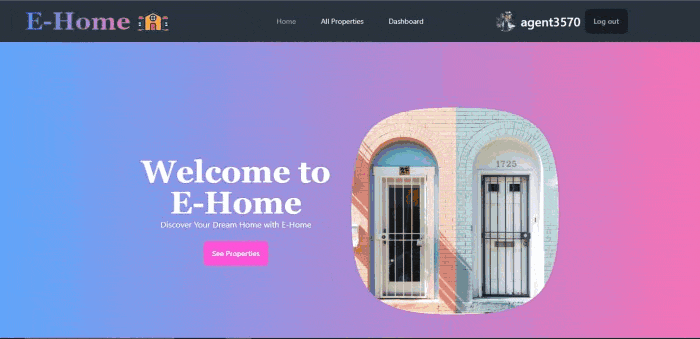 E-Home
Home
All Properties
Dashboard
agent3570
Log out
Welcome to
E-Home
Discover Your Dream Home with E-Home
See Properties
1725